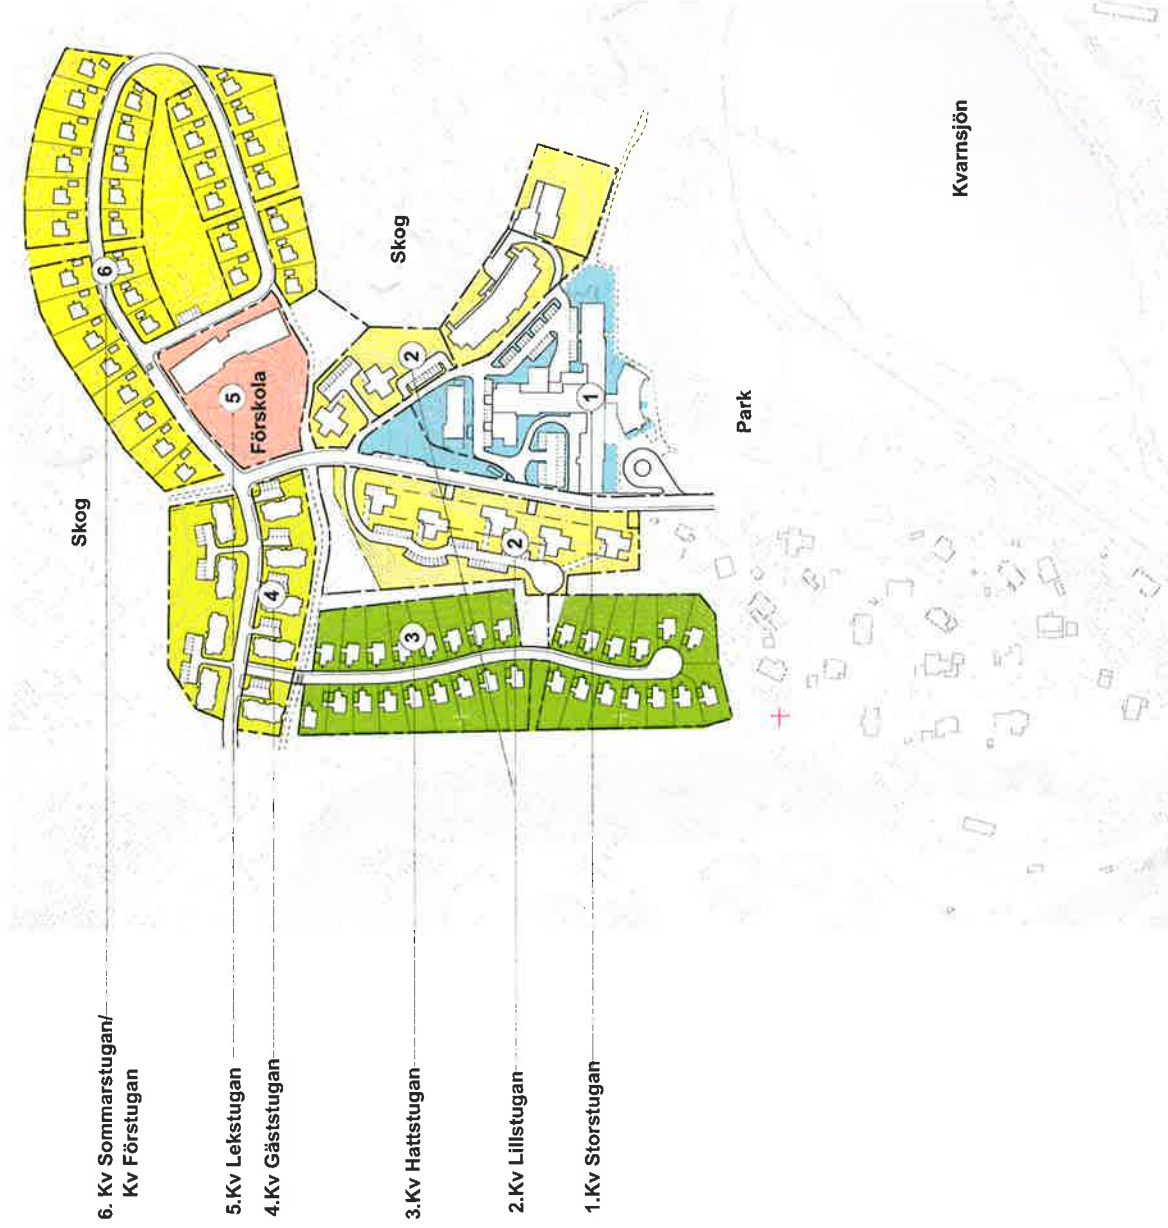 6. Kv Sommarstugan/
Kv Förstugan
5.Kv Lekstugan
4.Kv Gäststugan
3.Kv Hattstugan
2.Kv Lillstugan
1.Kv Storstugan
Skog
6
5
Förskola
4
Skog
3
2
2
1
Park
Kvarnsjön